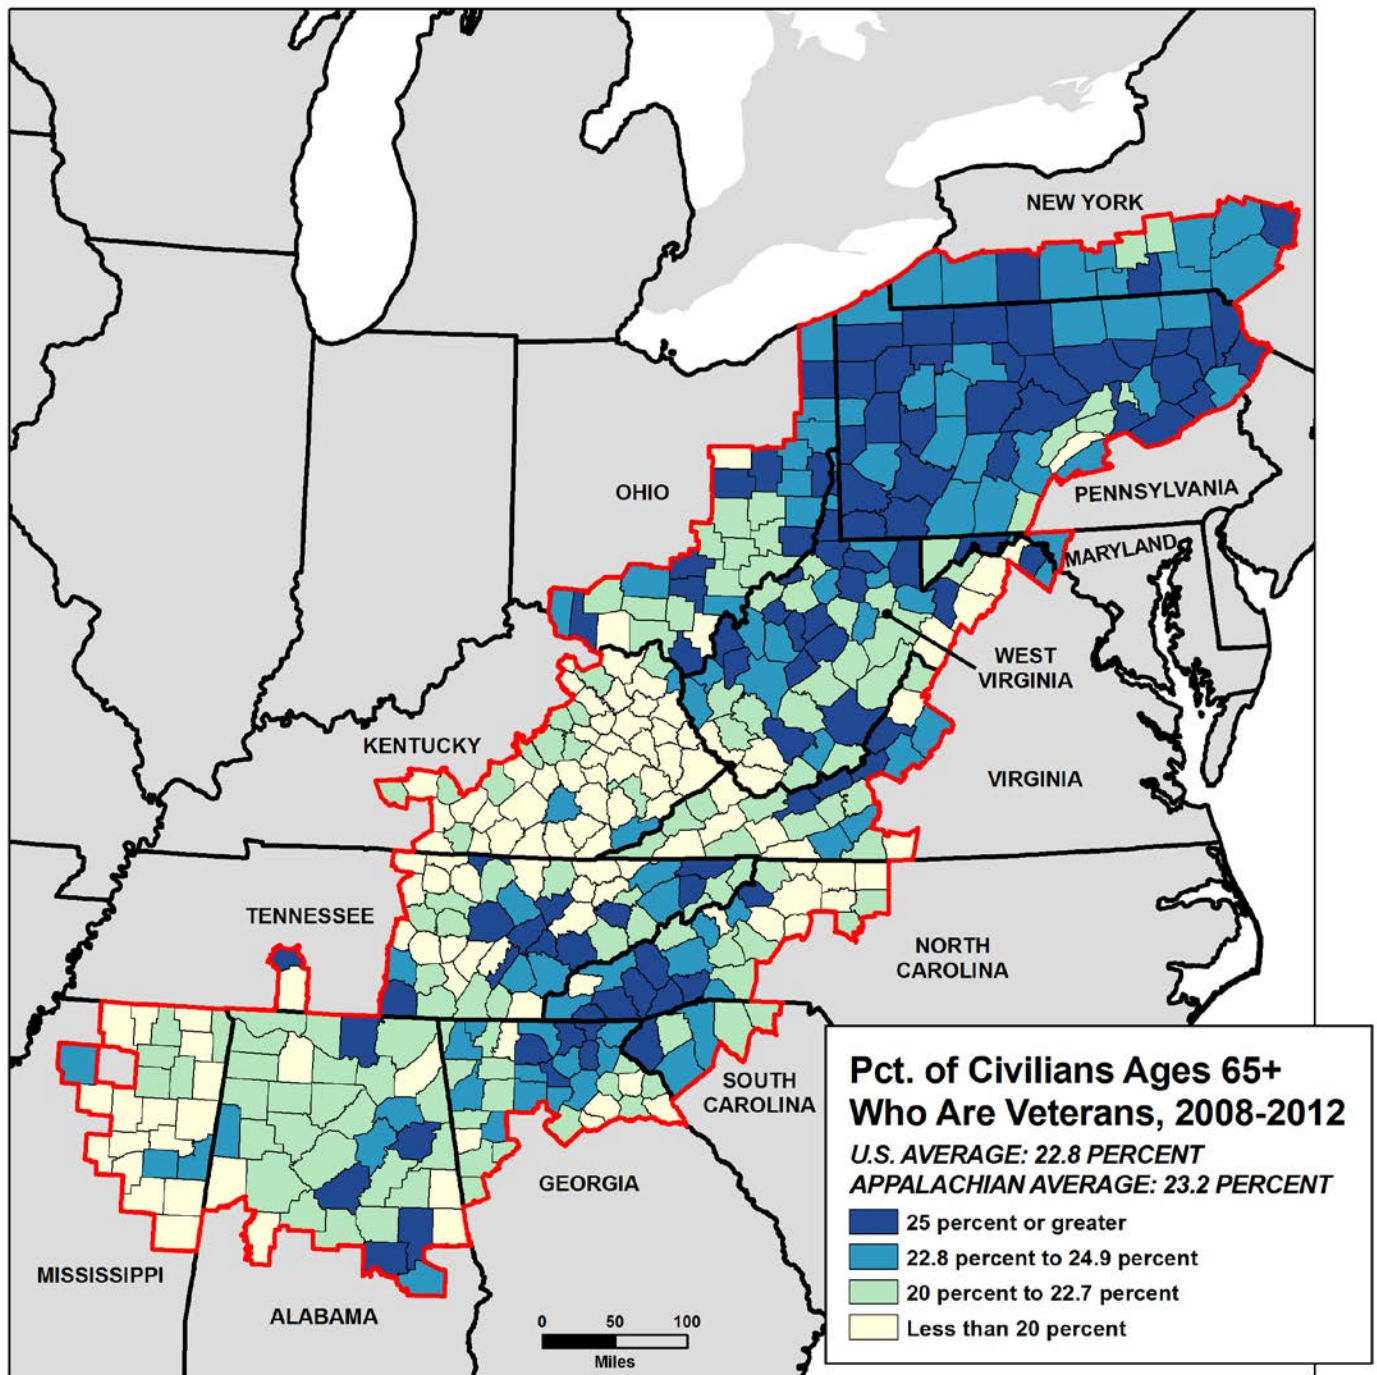 NEW YORK
OHIO
PENNSYLVANIA
MARYLAND
WEST
VIRGINIA
KENTUCKY
VIRGINIA
TENNESSEE
NORTH
CAROLINA
SOUTH
CAROLINA
GEORGIA
MISSISSIPPI
ALABAMA
0 50 100
Miles
Pct. of Civilians Ages 65+
Who Are Veterans, 2008-2012
U.S. AVERAGE: 22.8 PERCENT
APPALACHIAN AVERAGE: 23.2 PERCENT
25 percent or greater
22.8 percent to 24.9 percent
20 percent to 22.7 percent
Less than 20 percent